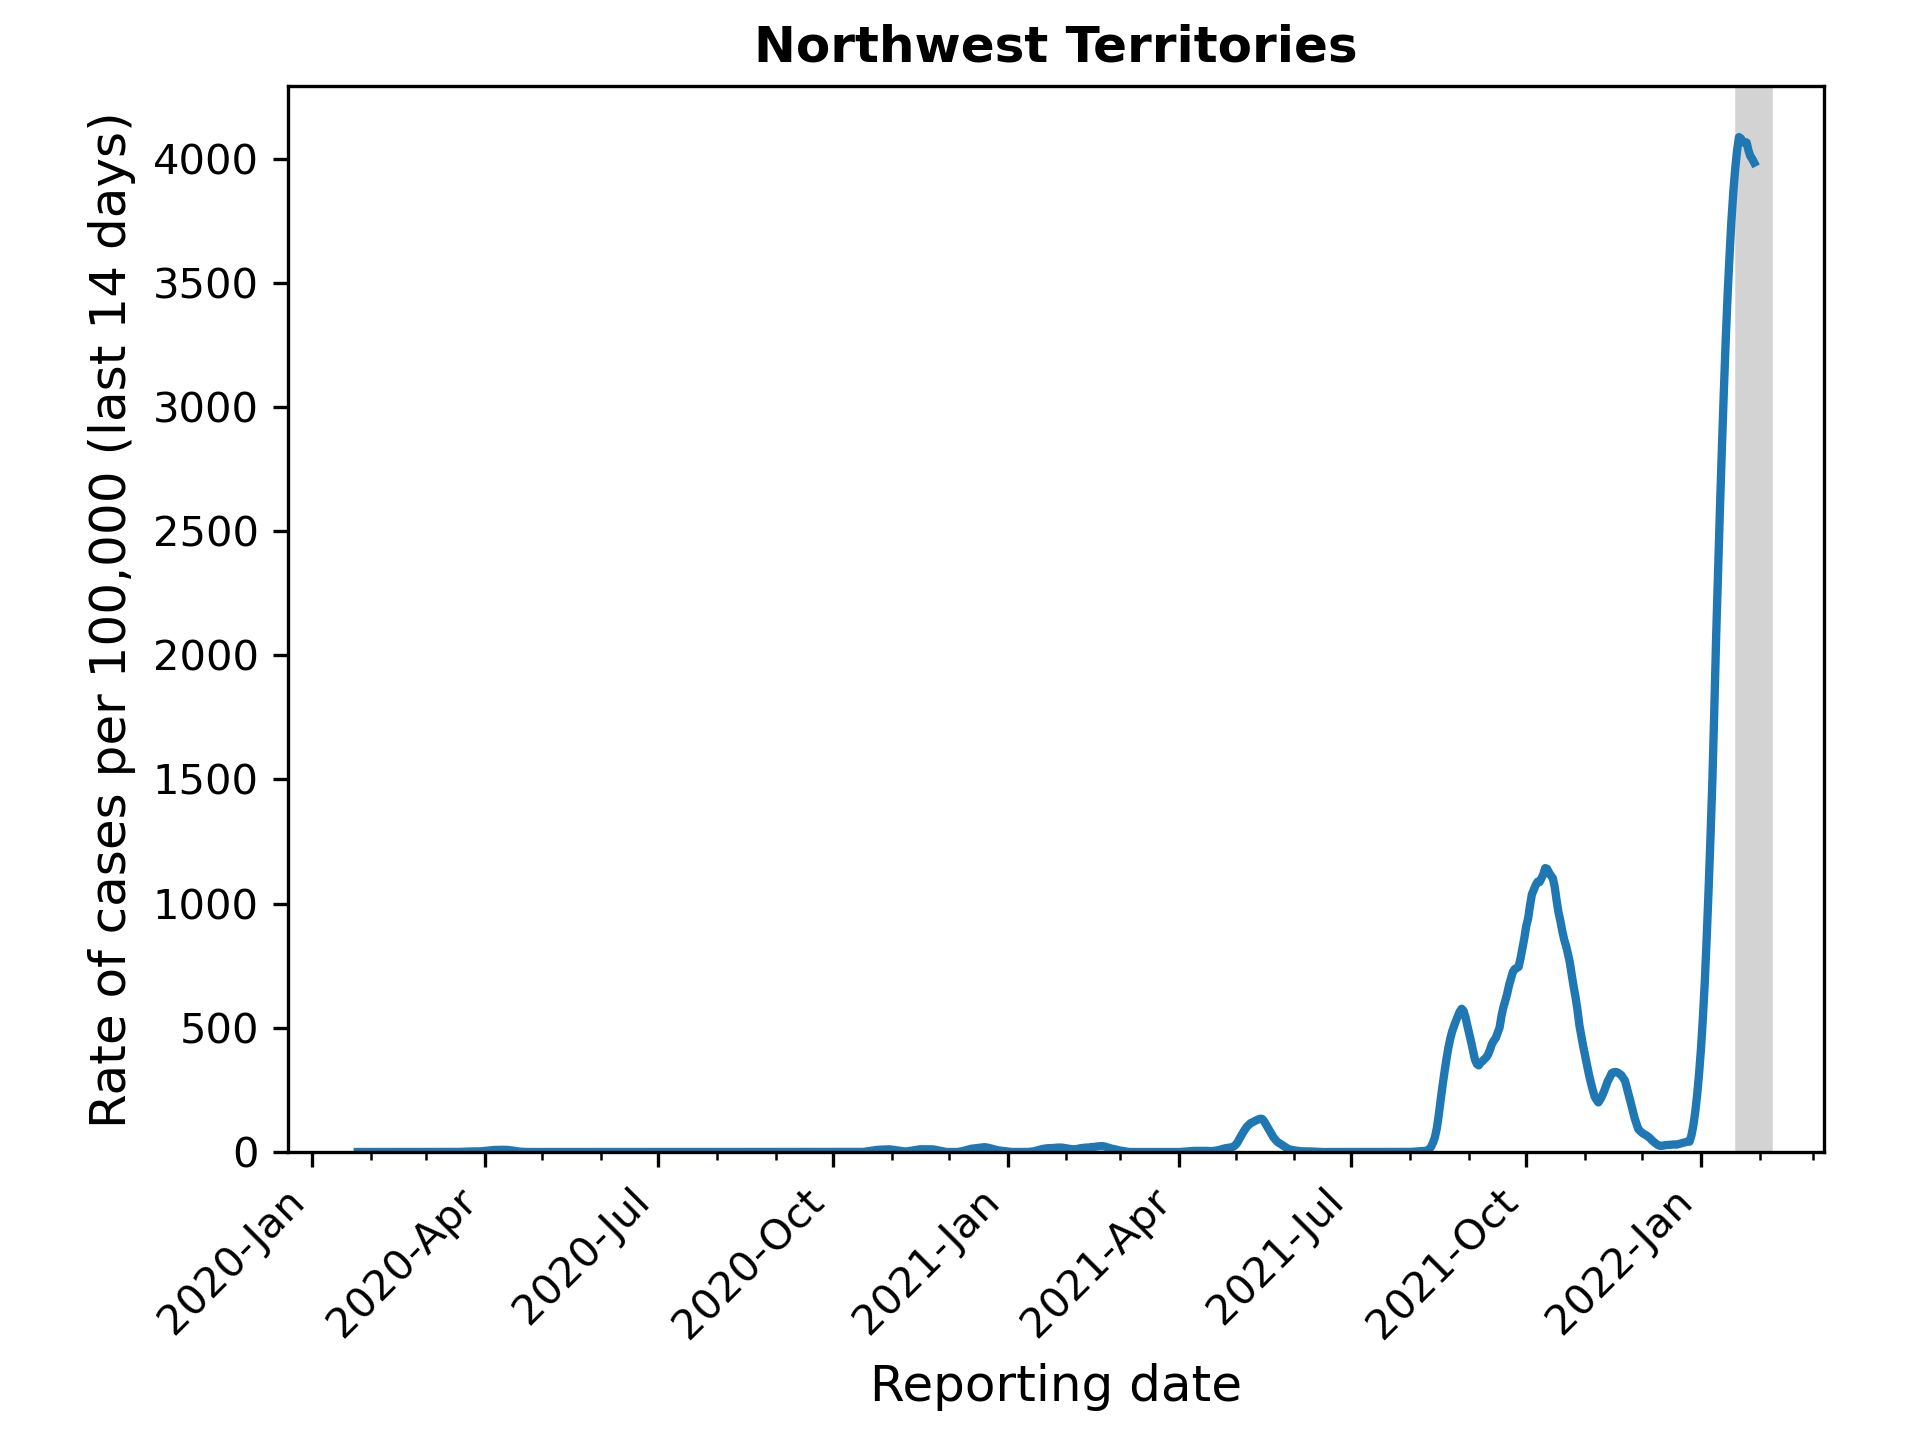 Northwest Territories
Rate of cases per 100,000 (last 14 days)
4000
3500
3000
2500
2000
1500
1000
500
0
2020-Jan
2020-Apr
2020-Jul
2020-Oct
2021-Jan
2021-Apr
2021-Jul
2021-Oct
2022-Jan
Reporting date